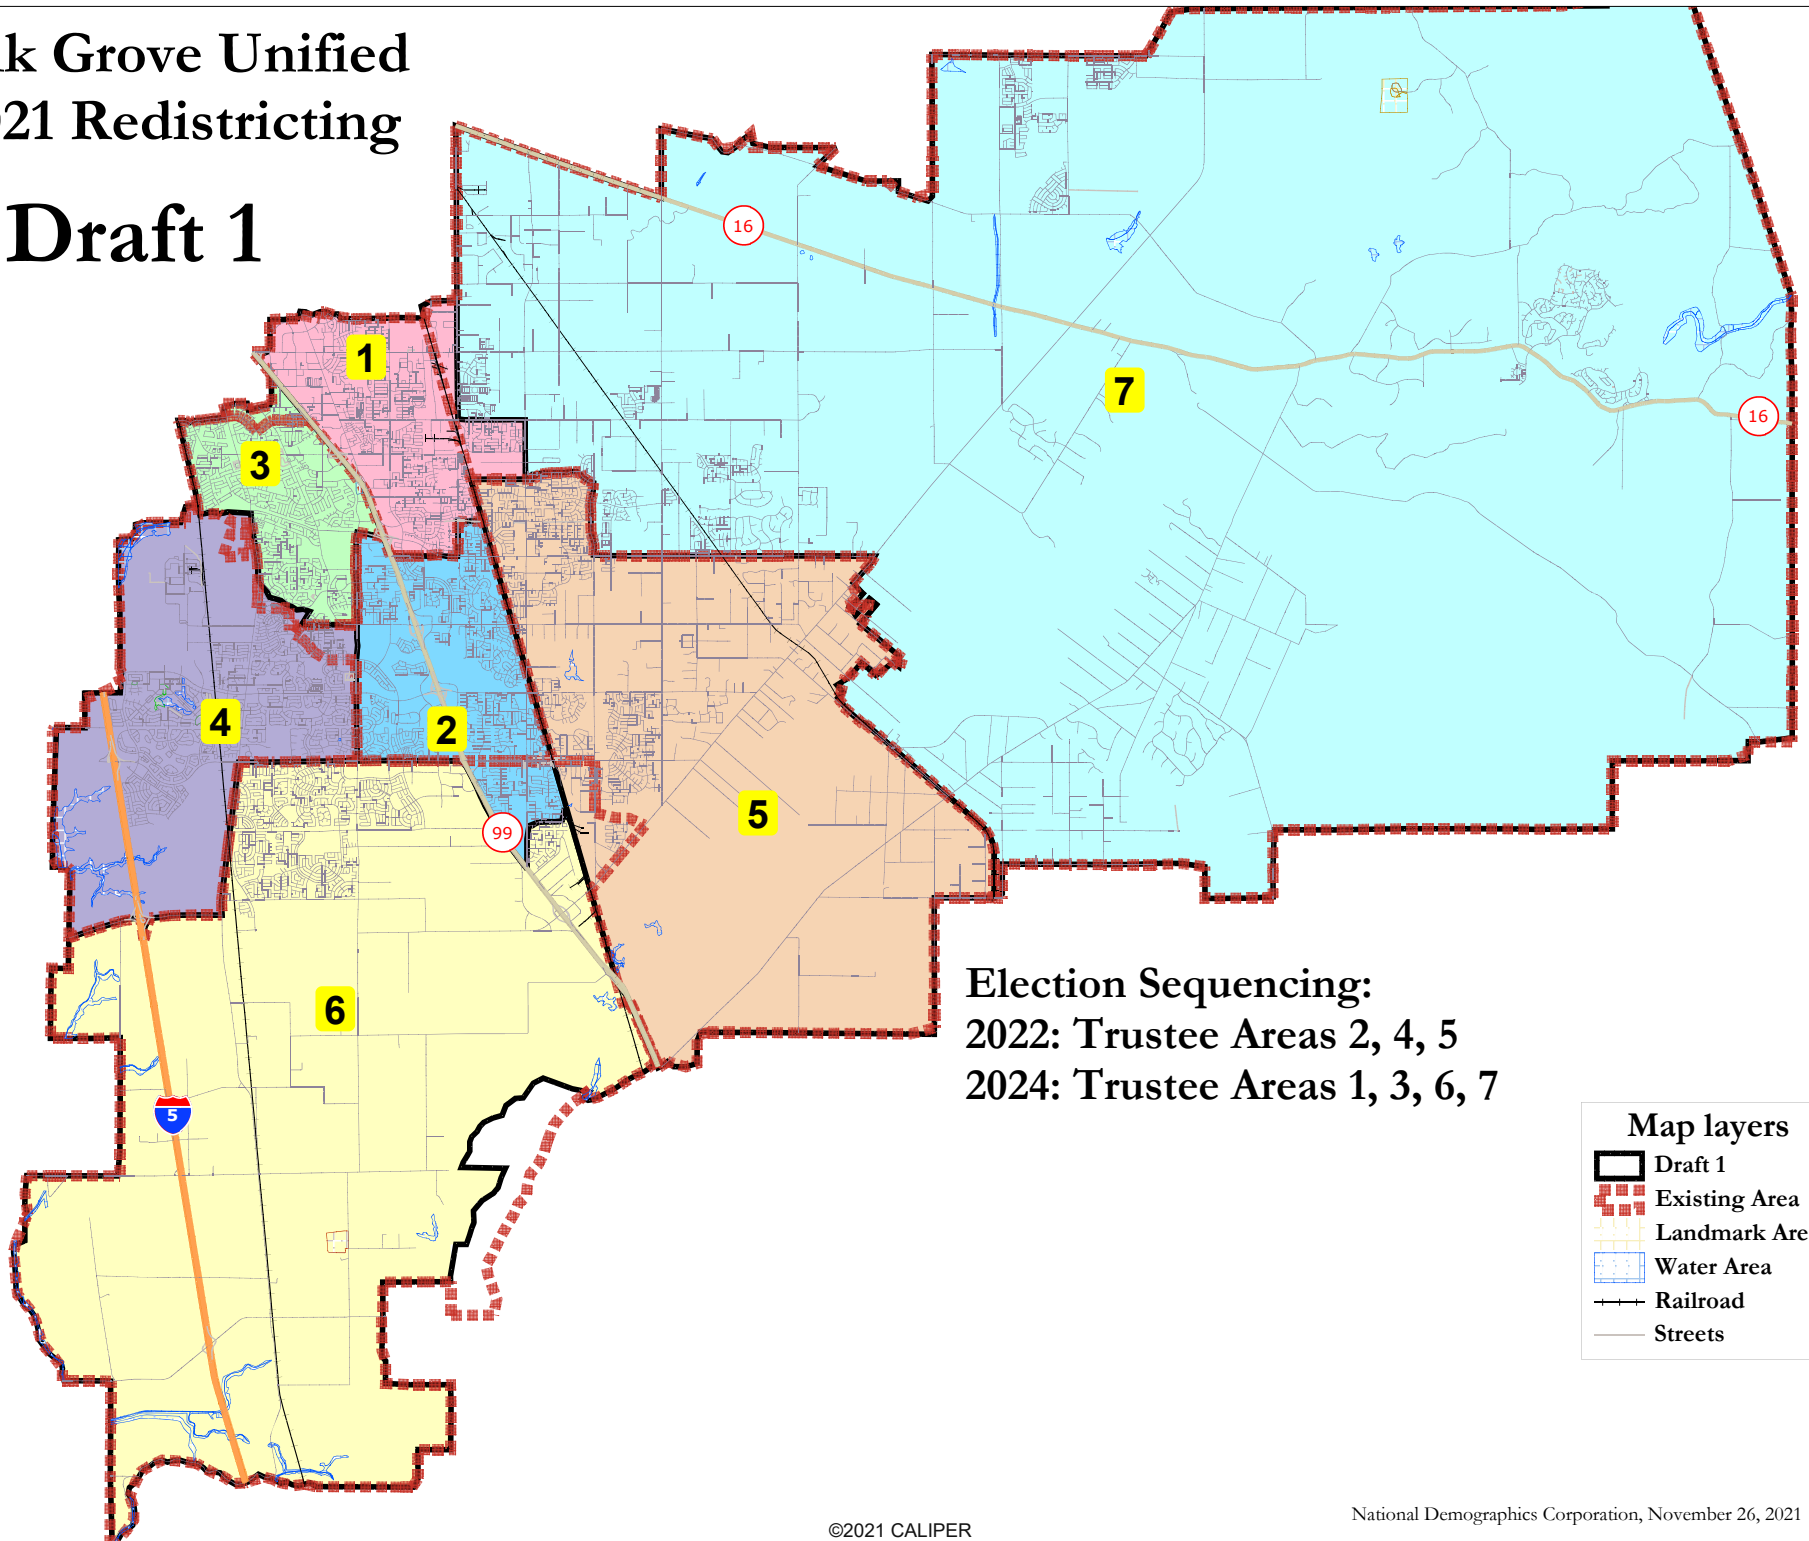 lk Grove Unified
021 Redistricting
Draft 1
16
1
7
16
3
4
2
5
99
6
5
Election Sequencing:
2022: Trustee Areas 2, 4, 5
2024: Trustee Areas 1, 3, 6, 7
Map layers
Draft 1
Existing Area
Landmark Are
Water Area
Railroad
Streets
National Demographics Corporation, November 26, 2021
©2021 CALIPER